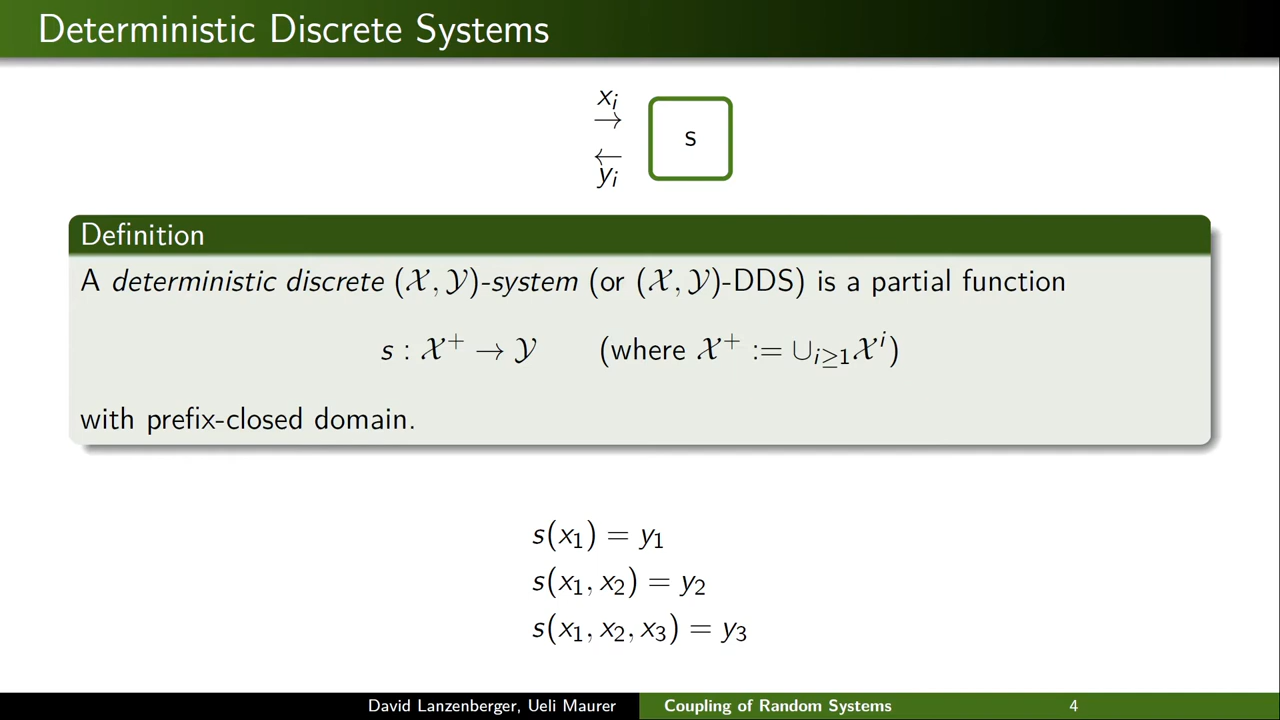 Deterministic Discrete Systems
xᵢ
→
s
←
yᵢ
Definition
A deterministic discrete (𝒳, 𝒴)-system (or (𝒳, 𝒴)-DDS) is a partial function
s : 𝒳⁺ → 𝒴 (where 𝒳⁺ := ∪ᵢ≥₁𝒳ⁱ)
with prefix-closed domain.
s(x₁) = y₁
s(x₁, x₂) = y₂
s(x₁, x₂, x₃) = y₃
David Lanzenberger, Ueli Maurer Coupling of Random Systems 4